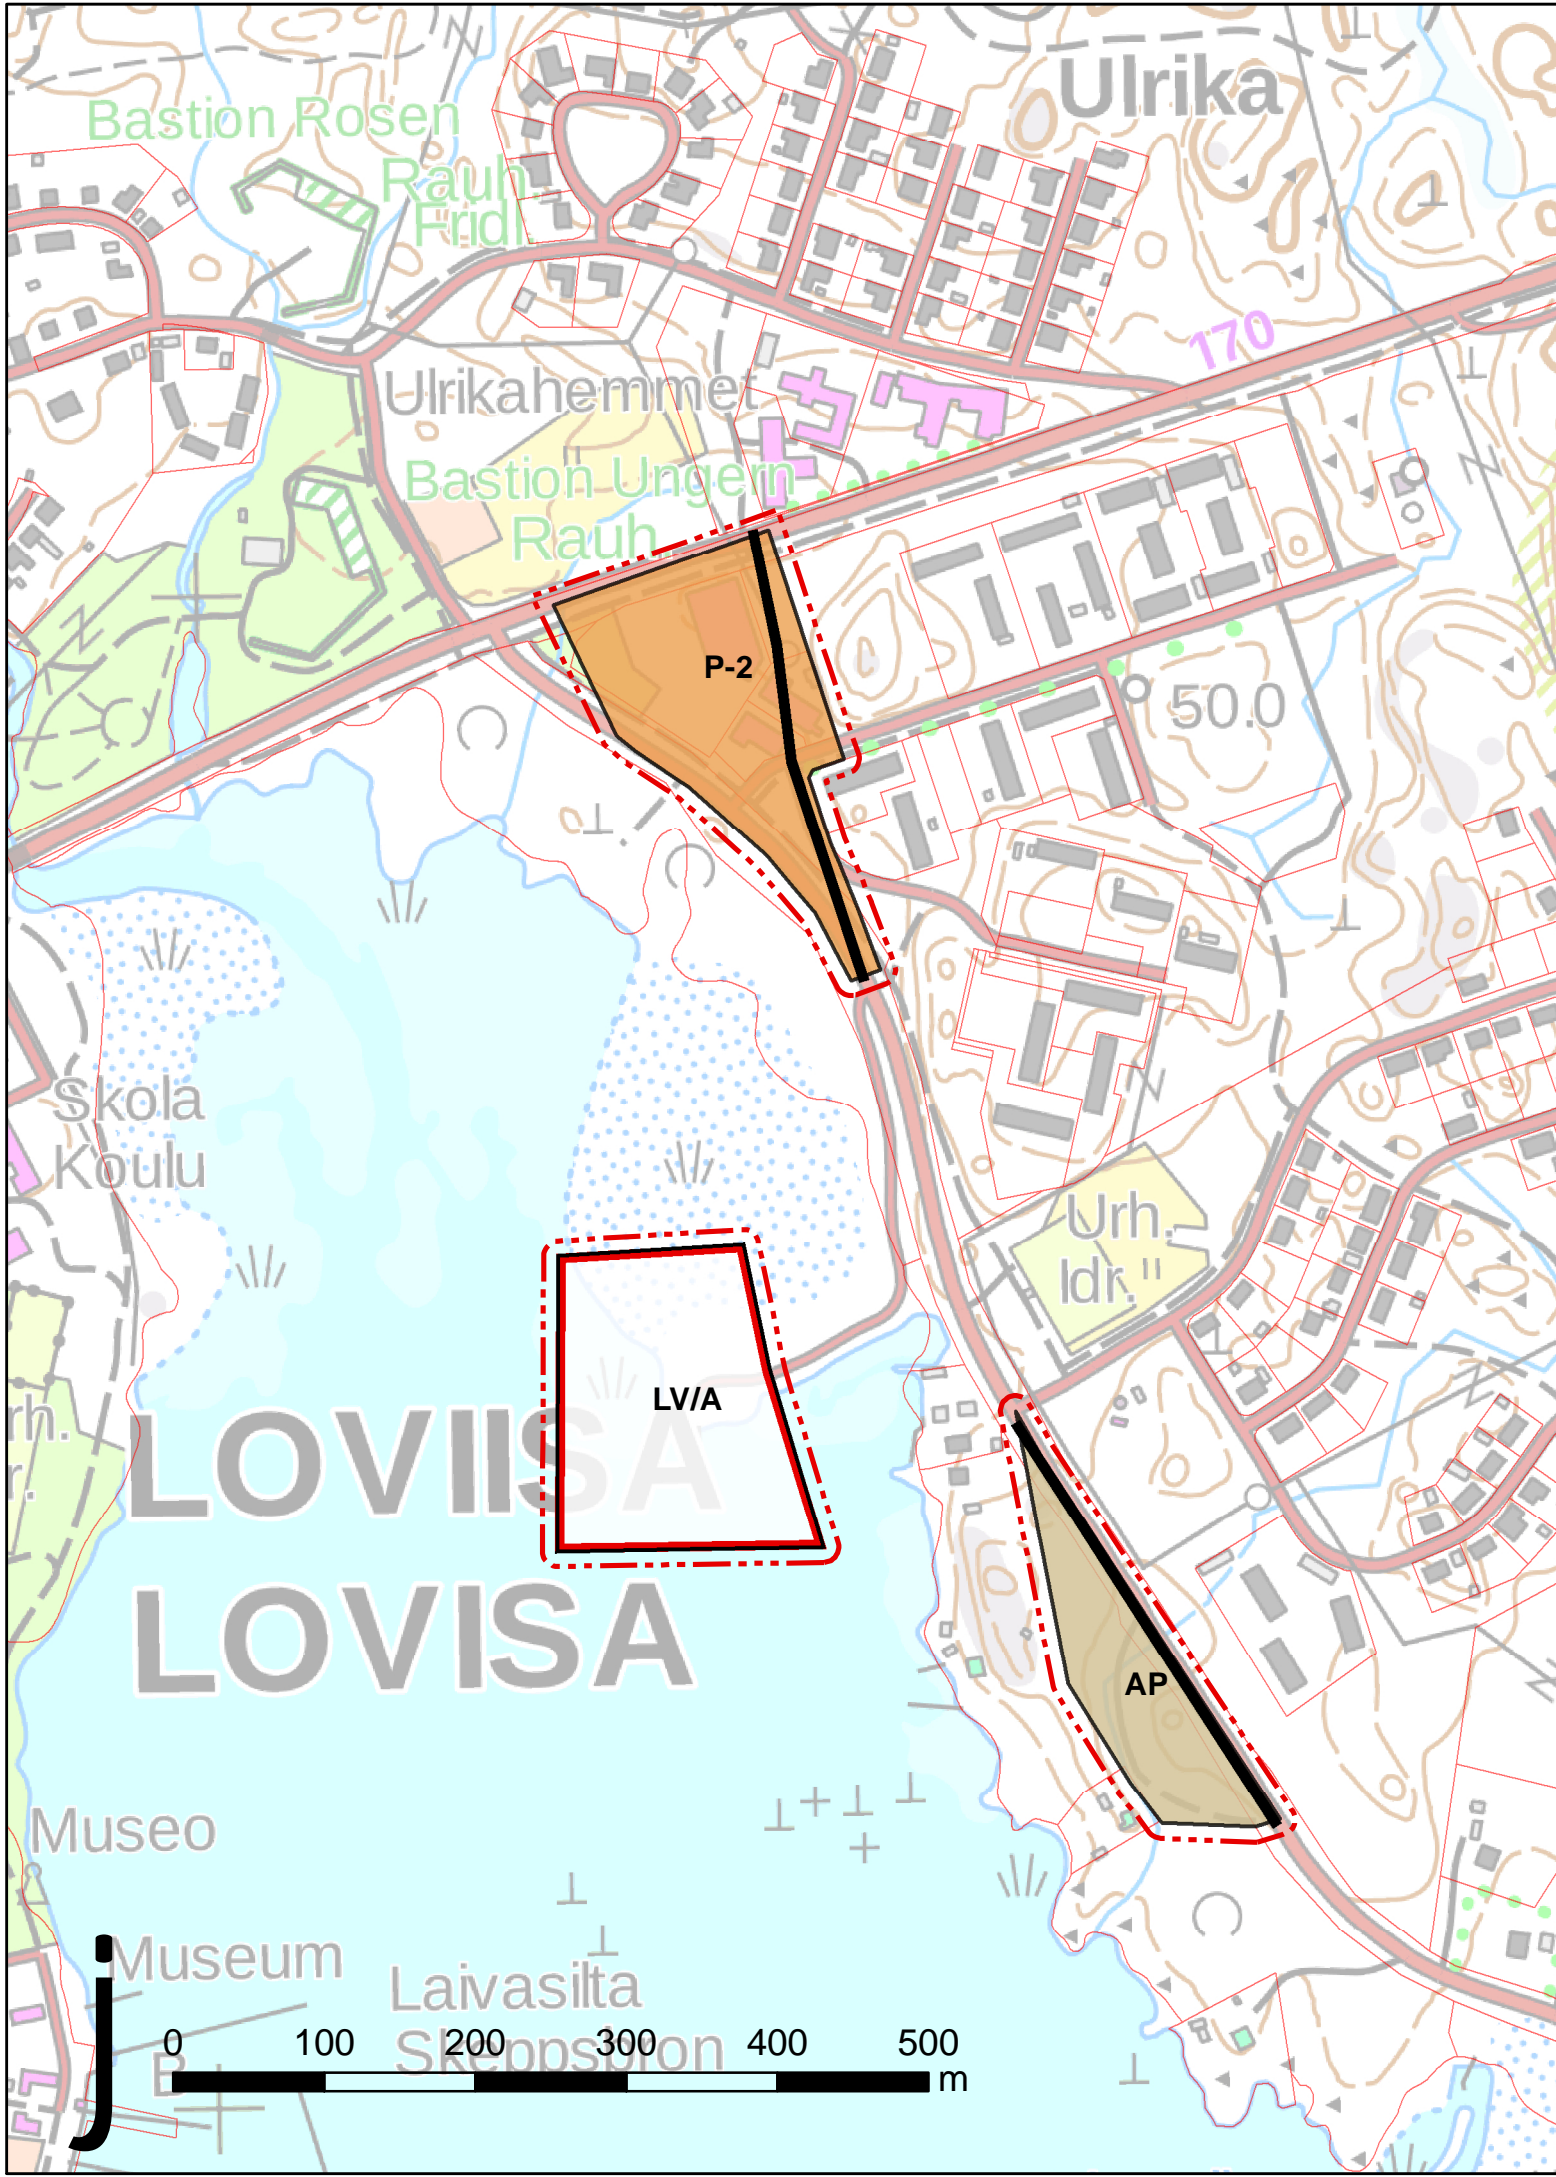 Ulrika
Bastion Rosen
Rauh.
Fridl.
170
Ulrikahemmet
Bastion Ungern
Rauh.
P-2
50.0
Skola
Koulu
Urh.
Idr.
LV/A
rh.
r.
LOVIISA
LOVISA
AP
Museo
Museum
Laivasilta
Skeppsbron
j
0 100 200 300 400 500
m
B